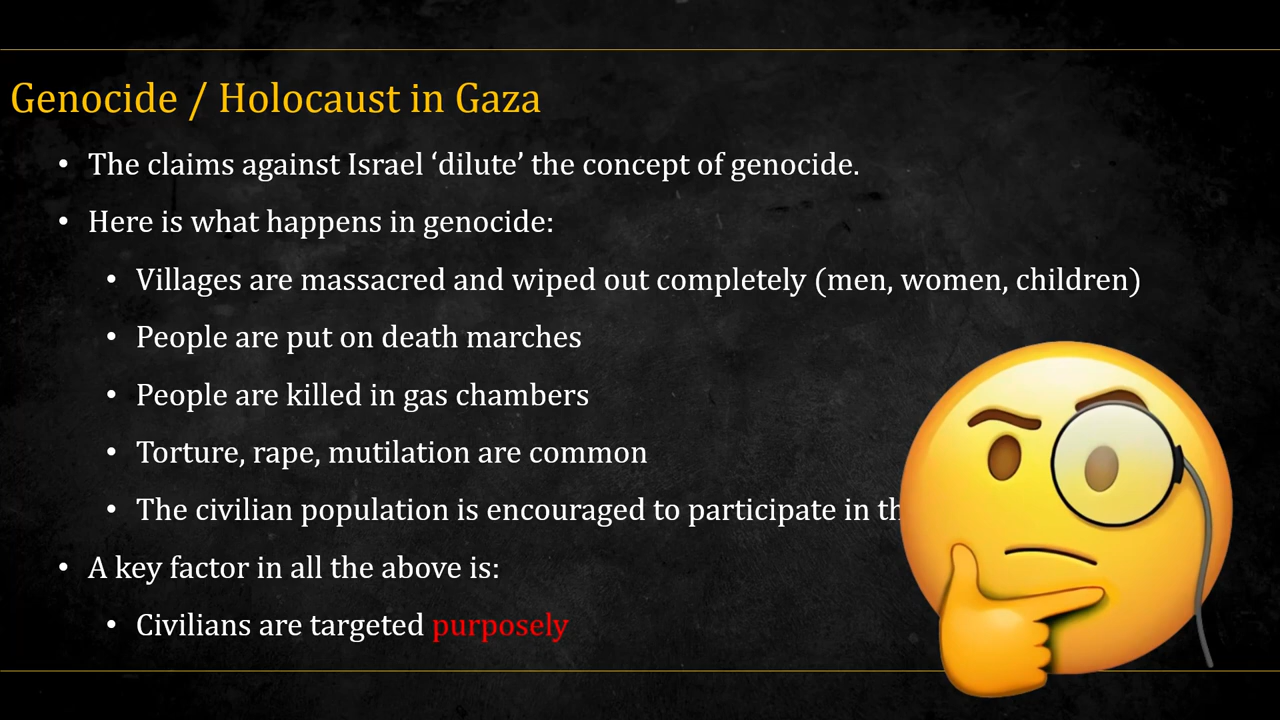 Genocide / Holocaust in Gaza
• The claims against Israel ‘dilute’ the concept of genocide.
• Here is what happens in genocide:
• Villages are massacred and wiped out completely (men, women, children)
• People are put on death marches
• People are killed in gas chambers
• Torture, rape, mutilation are common
• The civilian population is encouraged to participate in
• A key factor in all the above is:
• Civilians are targeted purposely